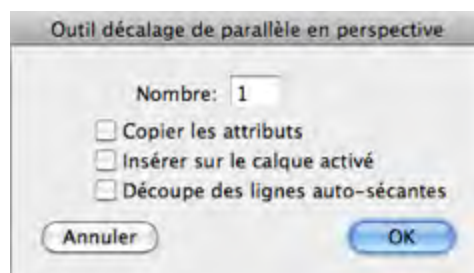 Outil décalage de parallèle en perspective
Nombre: 1
Copier les attributs
Insérer sur le calque activé
Découpe des lignes auto-sécantes
Annuler OK